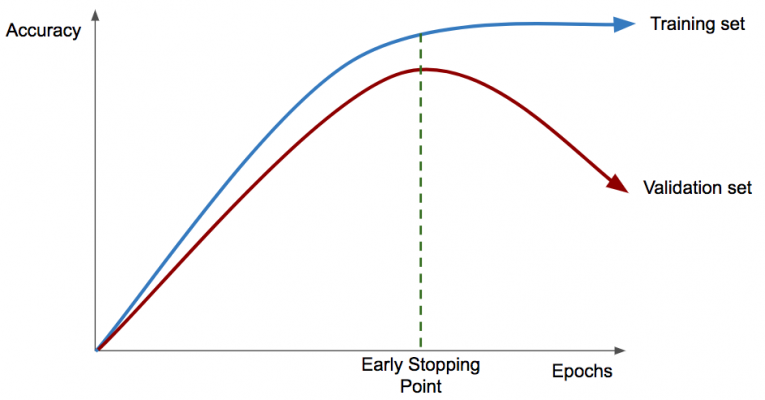 Accuracy
Training set
Validation set
Early Stopping
Point
Epochs